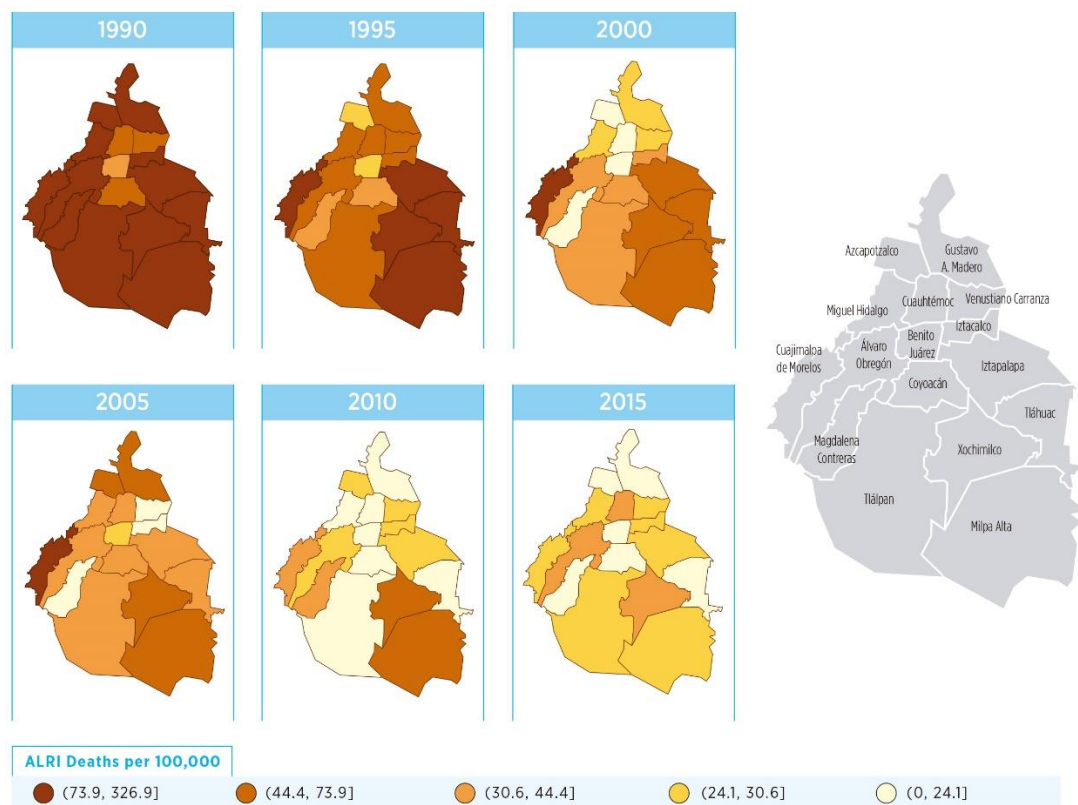 1990
1995
2000
Azcapotzalco
Gustavo
A. Madero
Cuauhtémoc
Venustiano Carranza
Miguel Hidalgo
Iztacalco
Benito
Juárez
Cuajimaloa
de Morelos
Álvaro
Obregón
Iztapalapa
Coyoacán
Tláhuac
Magdalena
Contreras
Xochimilco
Tlálpan
Milpa Alta
2005
2010
2015
ALRI Deaths per 100,000
(73.9, 326.9]
(44.4, 73.9]
(30.6, 44.4]
(24.1, 30.6]
(0, 24.1]